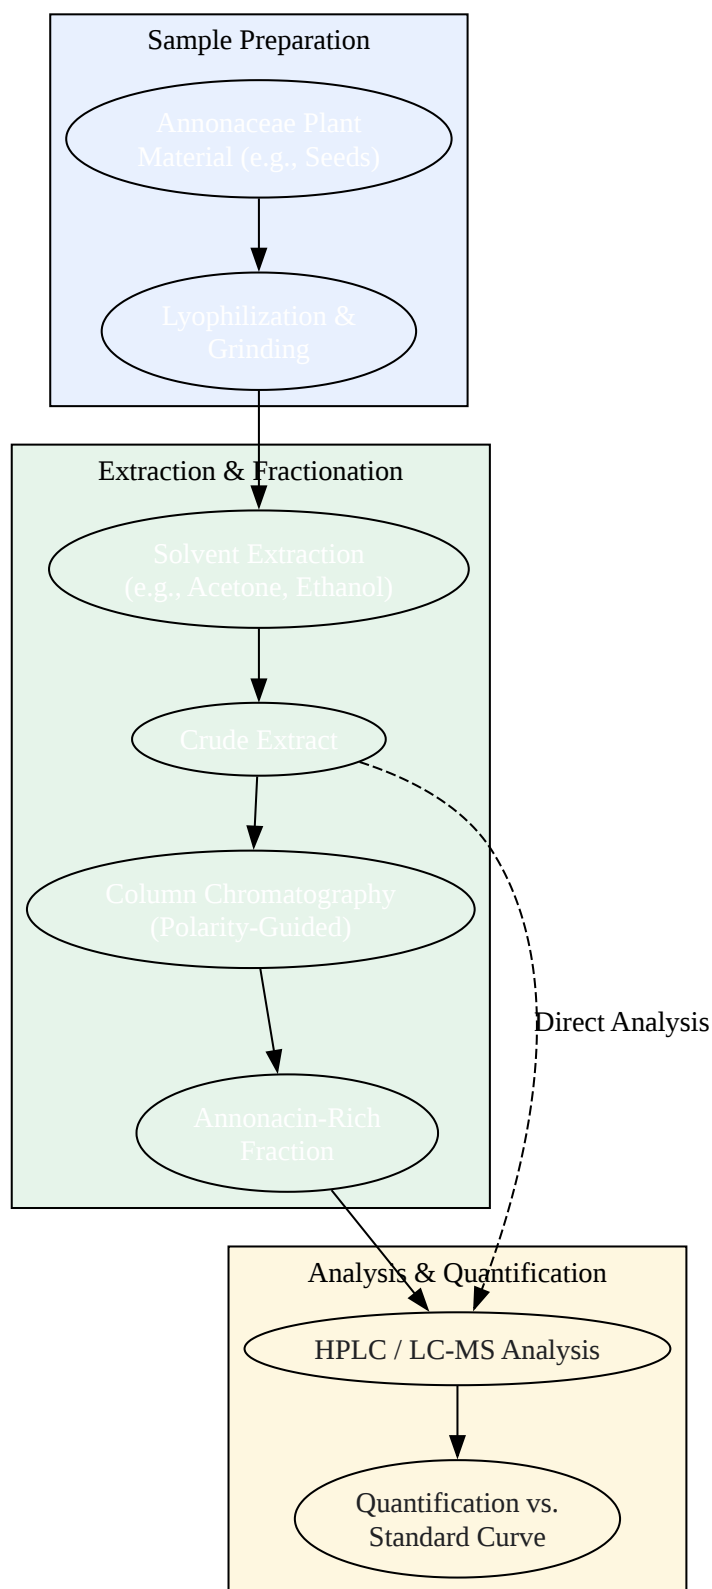 Sample Preparation
Annonaceae Plant
Material (e.g., Seeds)
Lyophilization &
Grinding
Extraction & Fractionation
Solvent Extraction
(e.g., Acetone, Ethanol)
Crude Extract
Column Chromatography
(Polarity-Guided)
Direct Analysis
Annonacin-Rich
Fraction
Analysis & Quantification
HPLC / LC-MS Analysis
Quantification vs.
Standard Curve